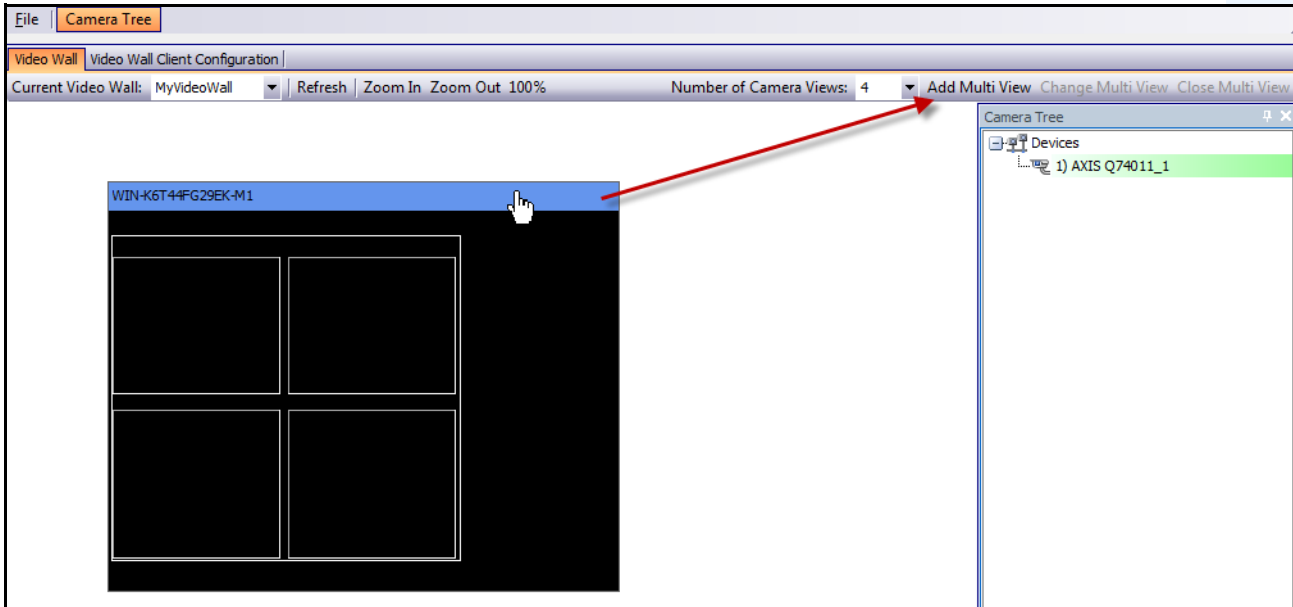 File Camera Tree
Video Wall Video Wall Client Configuration
Current Video Wall: MyVideoWall Refresh Zoom In Zoom Out 100% Number of Camera Views: 4 Add Multi View Change Multi View Close Multi View
Camera Tree
Devices
1) AXIS Q74011_1
WIN-K6T44FG29EK-M1